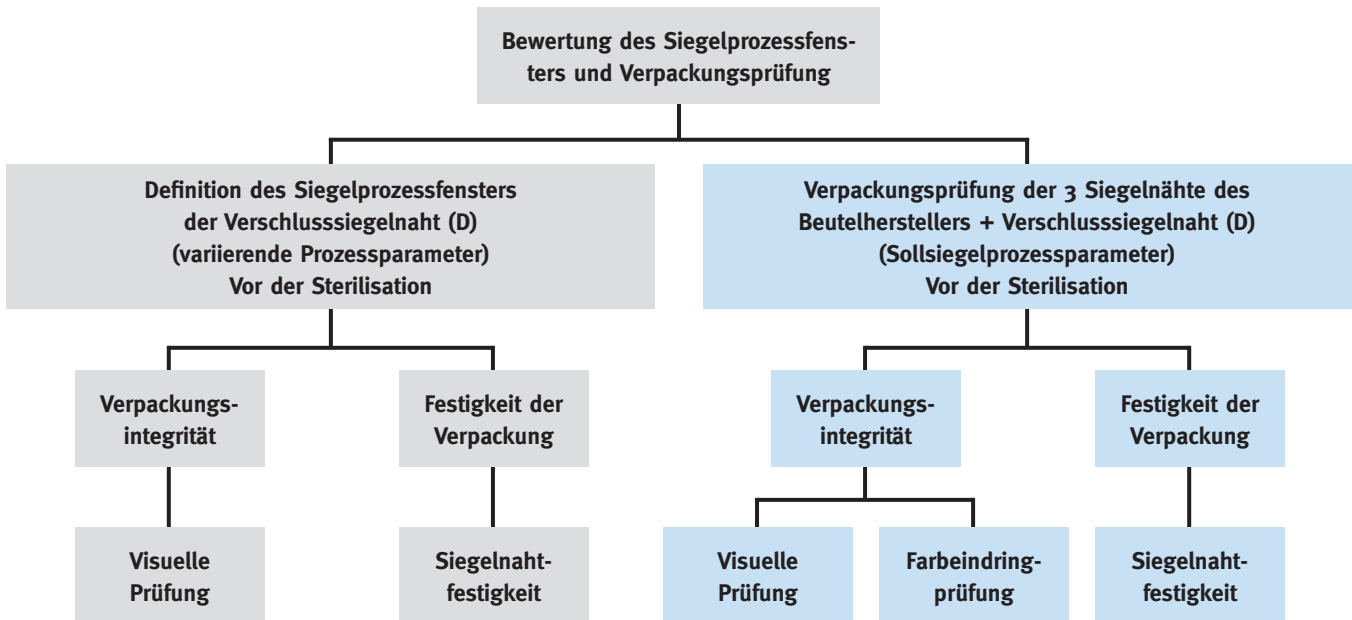 Bewertung des Siegelprozessfens-
ters und Verpackungsprüfung
Definition des Siegelprozessfensters
der Verschlusssiegelnaht (D)
(variierende Prozessparameter)
Vor der Sterilisation
Verpackungsprüfung der 3 Siegelnähte des
Beutelherstellers + Verschlusssiegelnaht (D)
(Sollsiegelprozessparameter)
Vor der Sterilisation
Verpackungs-
integrität
Festigkeit der
Verpackung
Verpackungs-
integrität
Festigkeit der
Verpackung
Visuelle
Prüfung
Siegelnaht-
festigkeit
Visuelle
Prüfung
Farbeindring-
prüfung
Siegelnaht-
festigkeit